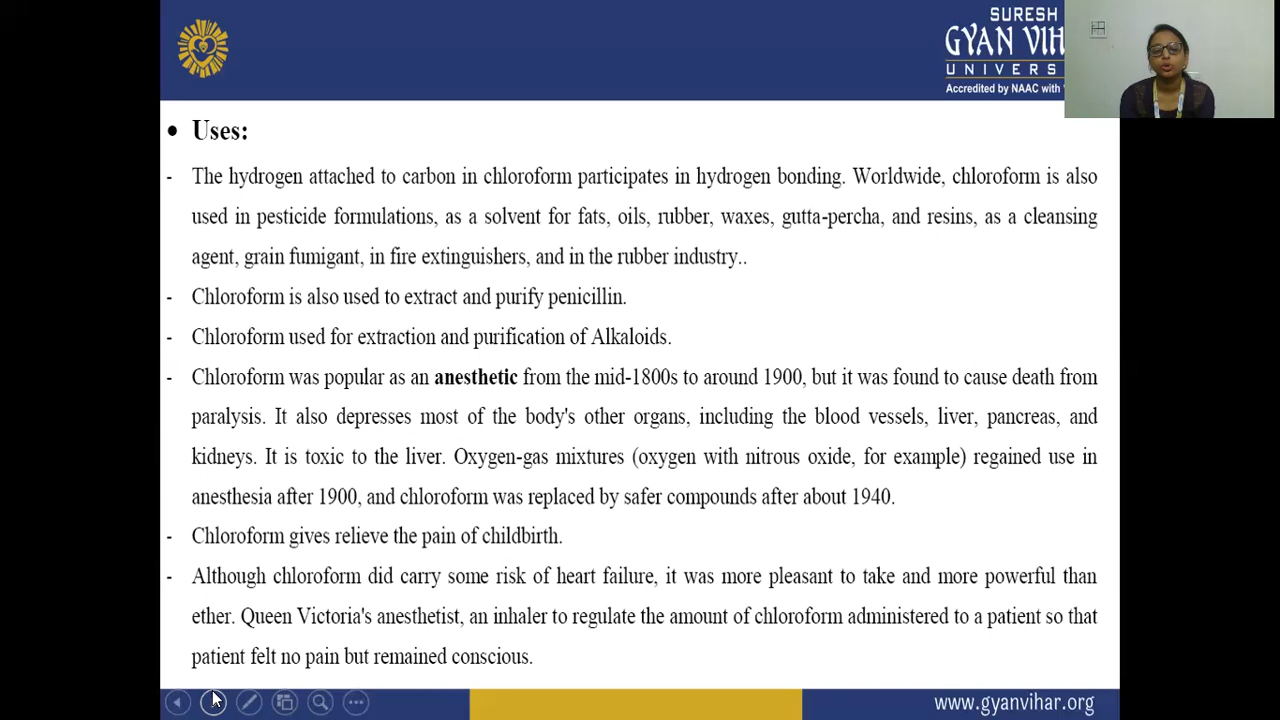 SURESH
GYAN VIH
UNIVERS
Accredited by NAAC with
• Uses:
- The hydrogen attached to carbon in chloroform participates in hydrogen bonding. Worldwide, chloroform is also
used in pesticide formulations, as a solvent for fats, oils, rubber, waxes, gutta-percha, and resins, as a cleansing
agent, grain fumigant, in fire extinguishers, and in the rubber industry..
- Chloroform is also used to extract and purify penicillin.
- Chloroform used for extraction and purification of Alkaloids.
- Chloroform was popular as an anesthetic from the mid-1800s to around 1900, but it was found to cause death from
paralysis. It also depresses most of the body's other organs, including the blood vessels, liver, pancreas, and
kidneys. It is toxic to the liver. Oxygen-gas mixtures (oxygen with nitrous oxide, for example) regained use in
anesthesia after 1900, and chloroform was replaced by safer compounds after about 1940.
- Chloroform gives relieve the pain of childbirth.
- Although chloroform did carry some risk of heart failure, it was more pleasant to take and more powerful than
ether. Queen Victoria's anesthetist, an inhaler to regulate the amount of chloroform administered to a patient so that
patient felt no pain but remained conscious.
www.gyanvihar.org